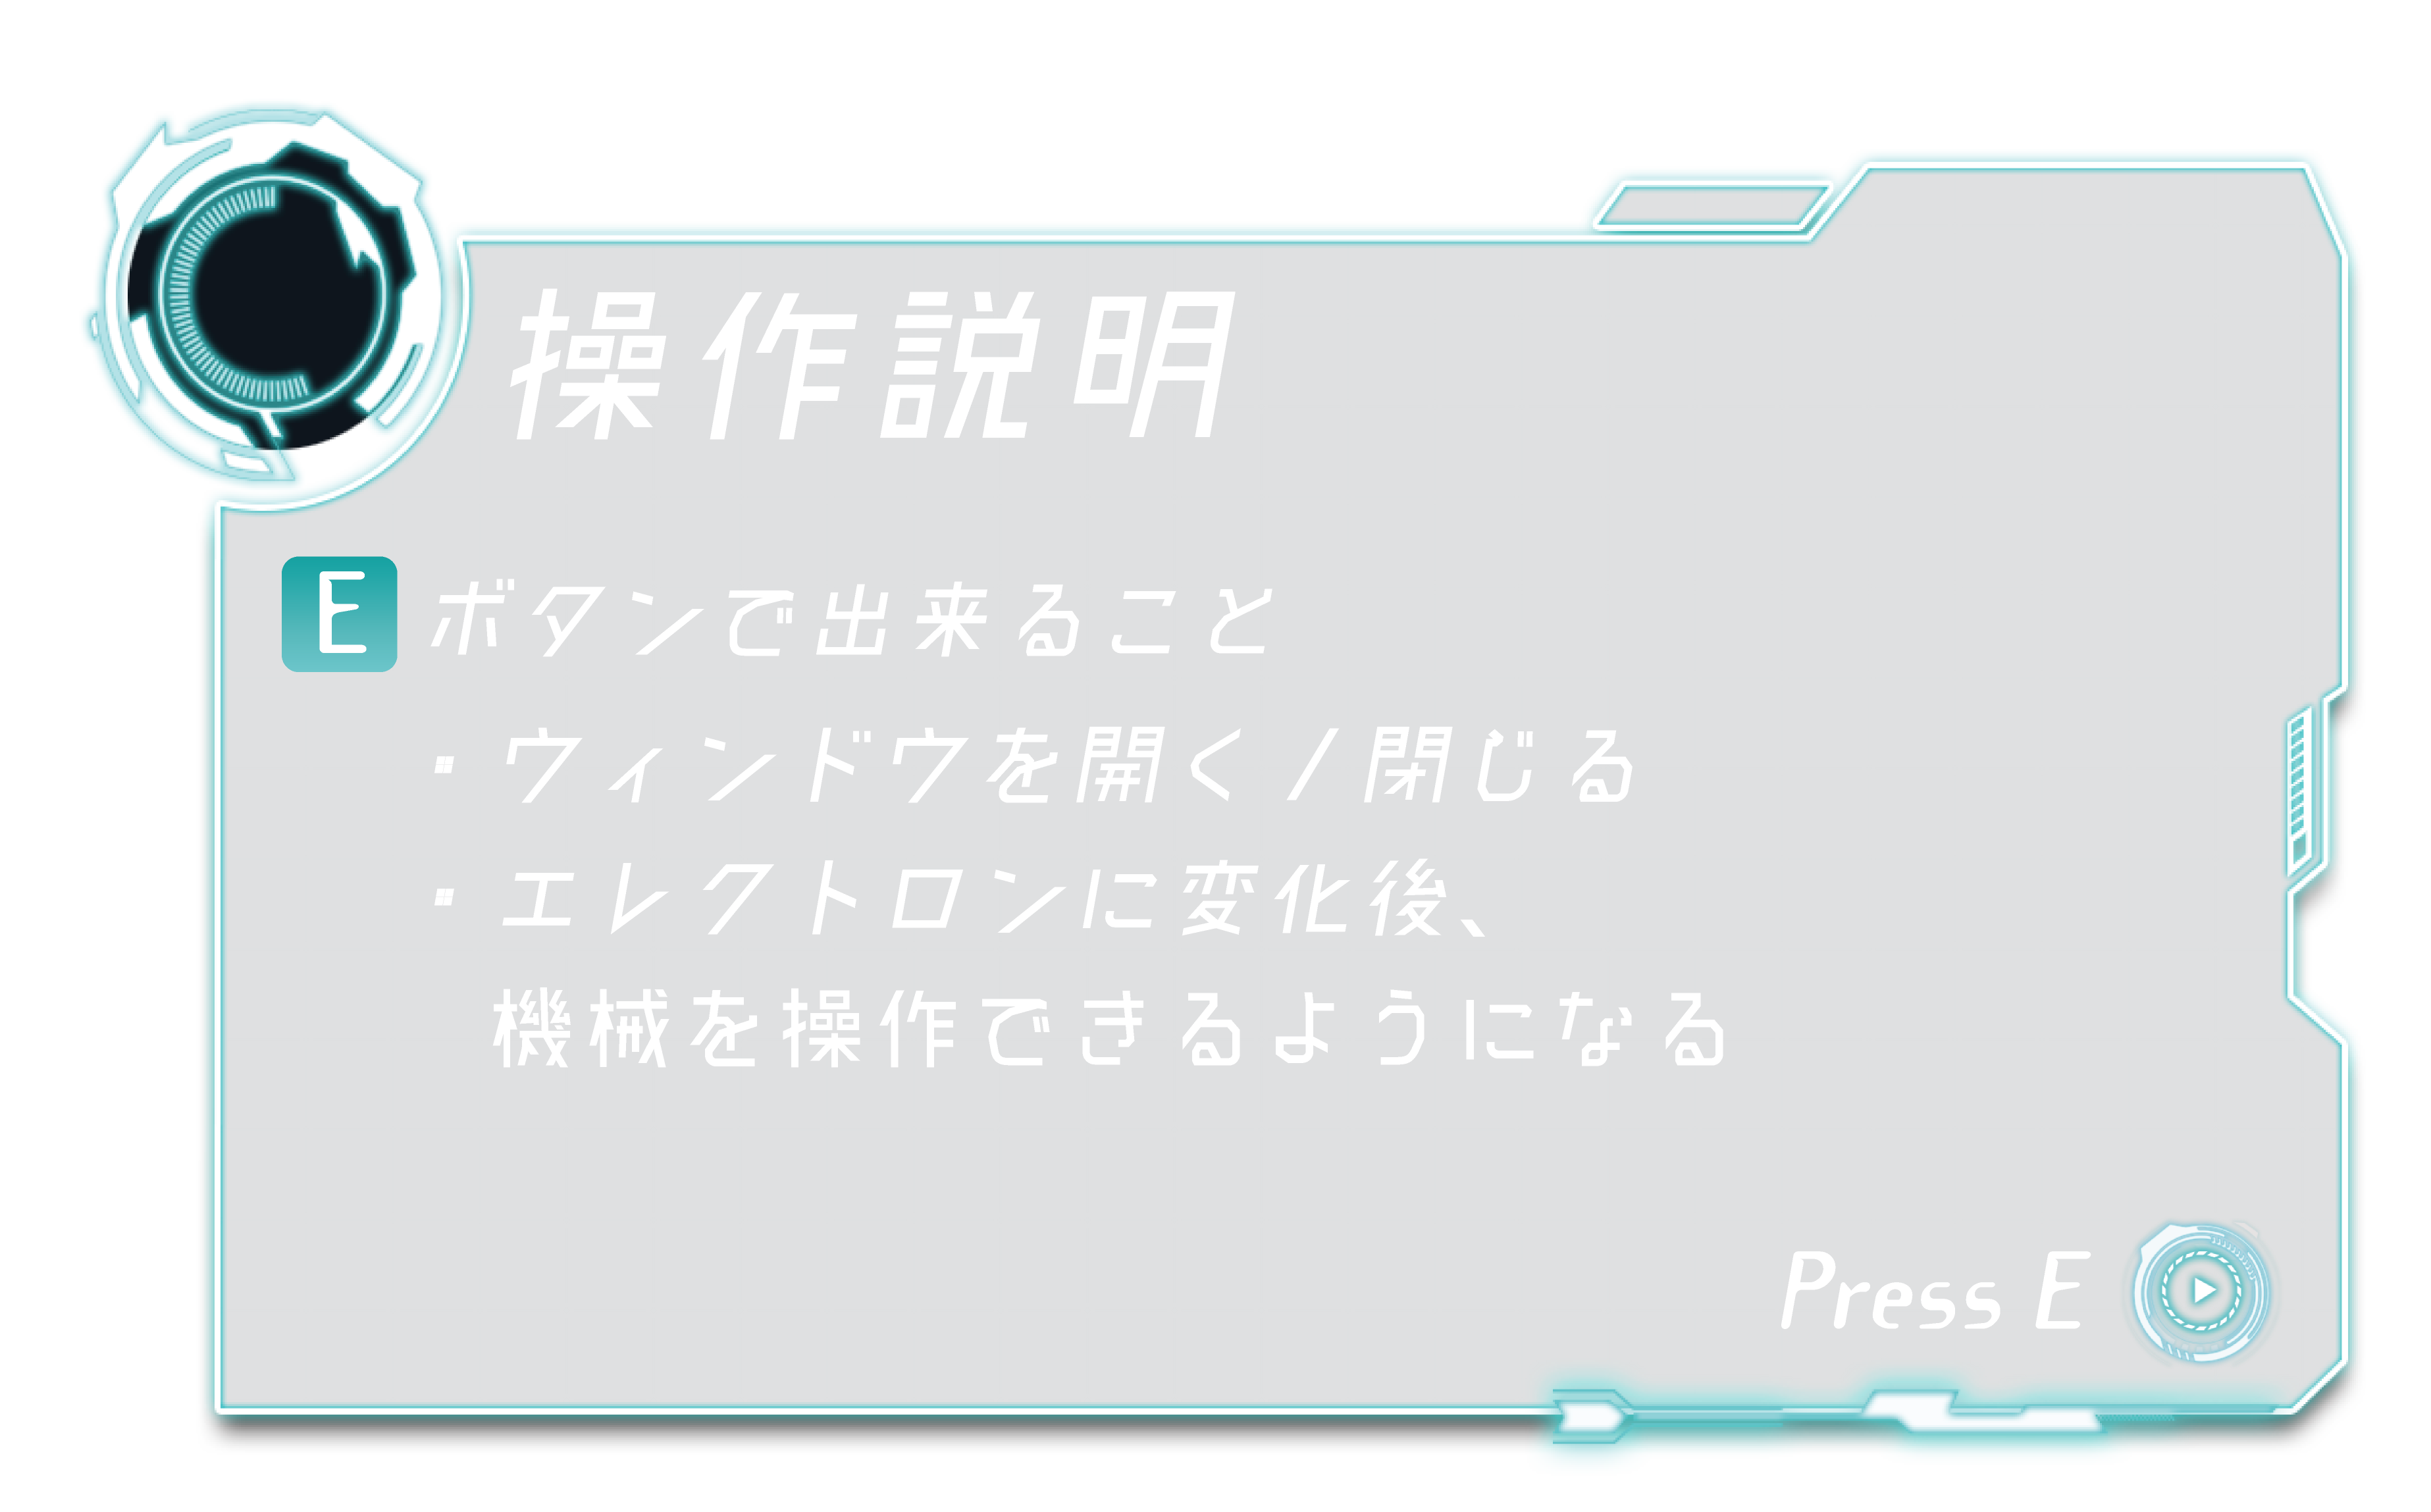 操作説明
E ボタンで出来ること
・ウィンドウを開く/閉じる
・エレクトロンに変化後、
機械を操作できるようになる
Press E